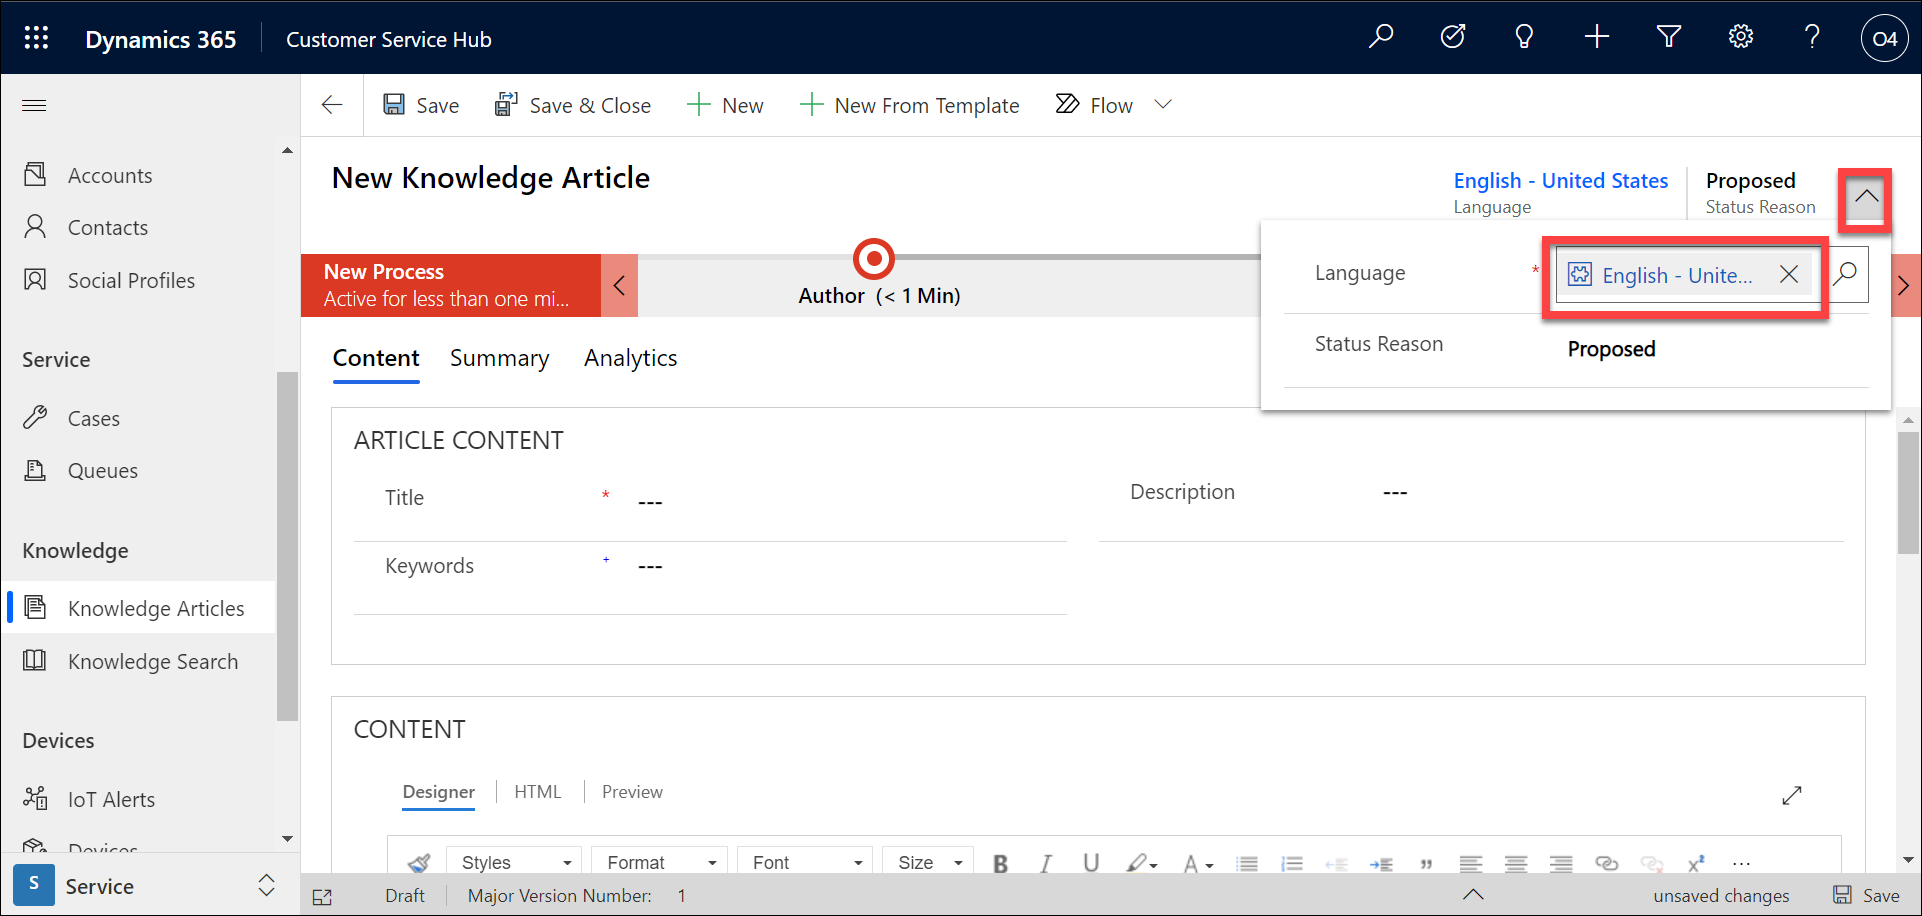 Dynamics 365
Customer Service Hub
O4
Save
Save & Close
New
New From Template
Flow
Accounts
Contacts
Social Profiles
Service
Cases
Queues
Knowledge
Knowledge Articles
Knowledge Search
Devices
IoT Alerts
Devices
S
Service
New Knowledge Article
English - United States
Language
Proposed
Status Reason
New Process
Active for less than one mi...
Author (< 1 Min)
Language *
English - Unite...
Status Reason
Proposed
Content
Summary
Analytics
ARTICLE CONTENT
Title * ---
Description ---
Keywords + ---
CONTENT
Designer
HTML
Preview
Styles
Format
Font
Size
B I U A " x² ...
Draft
Major Version Number: 1
unsaved changes
Save